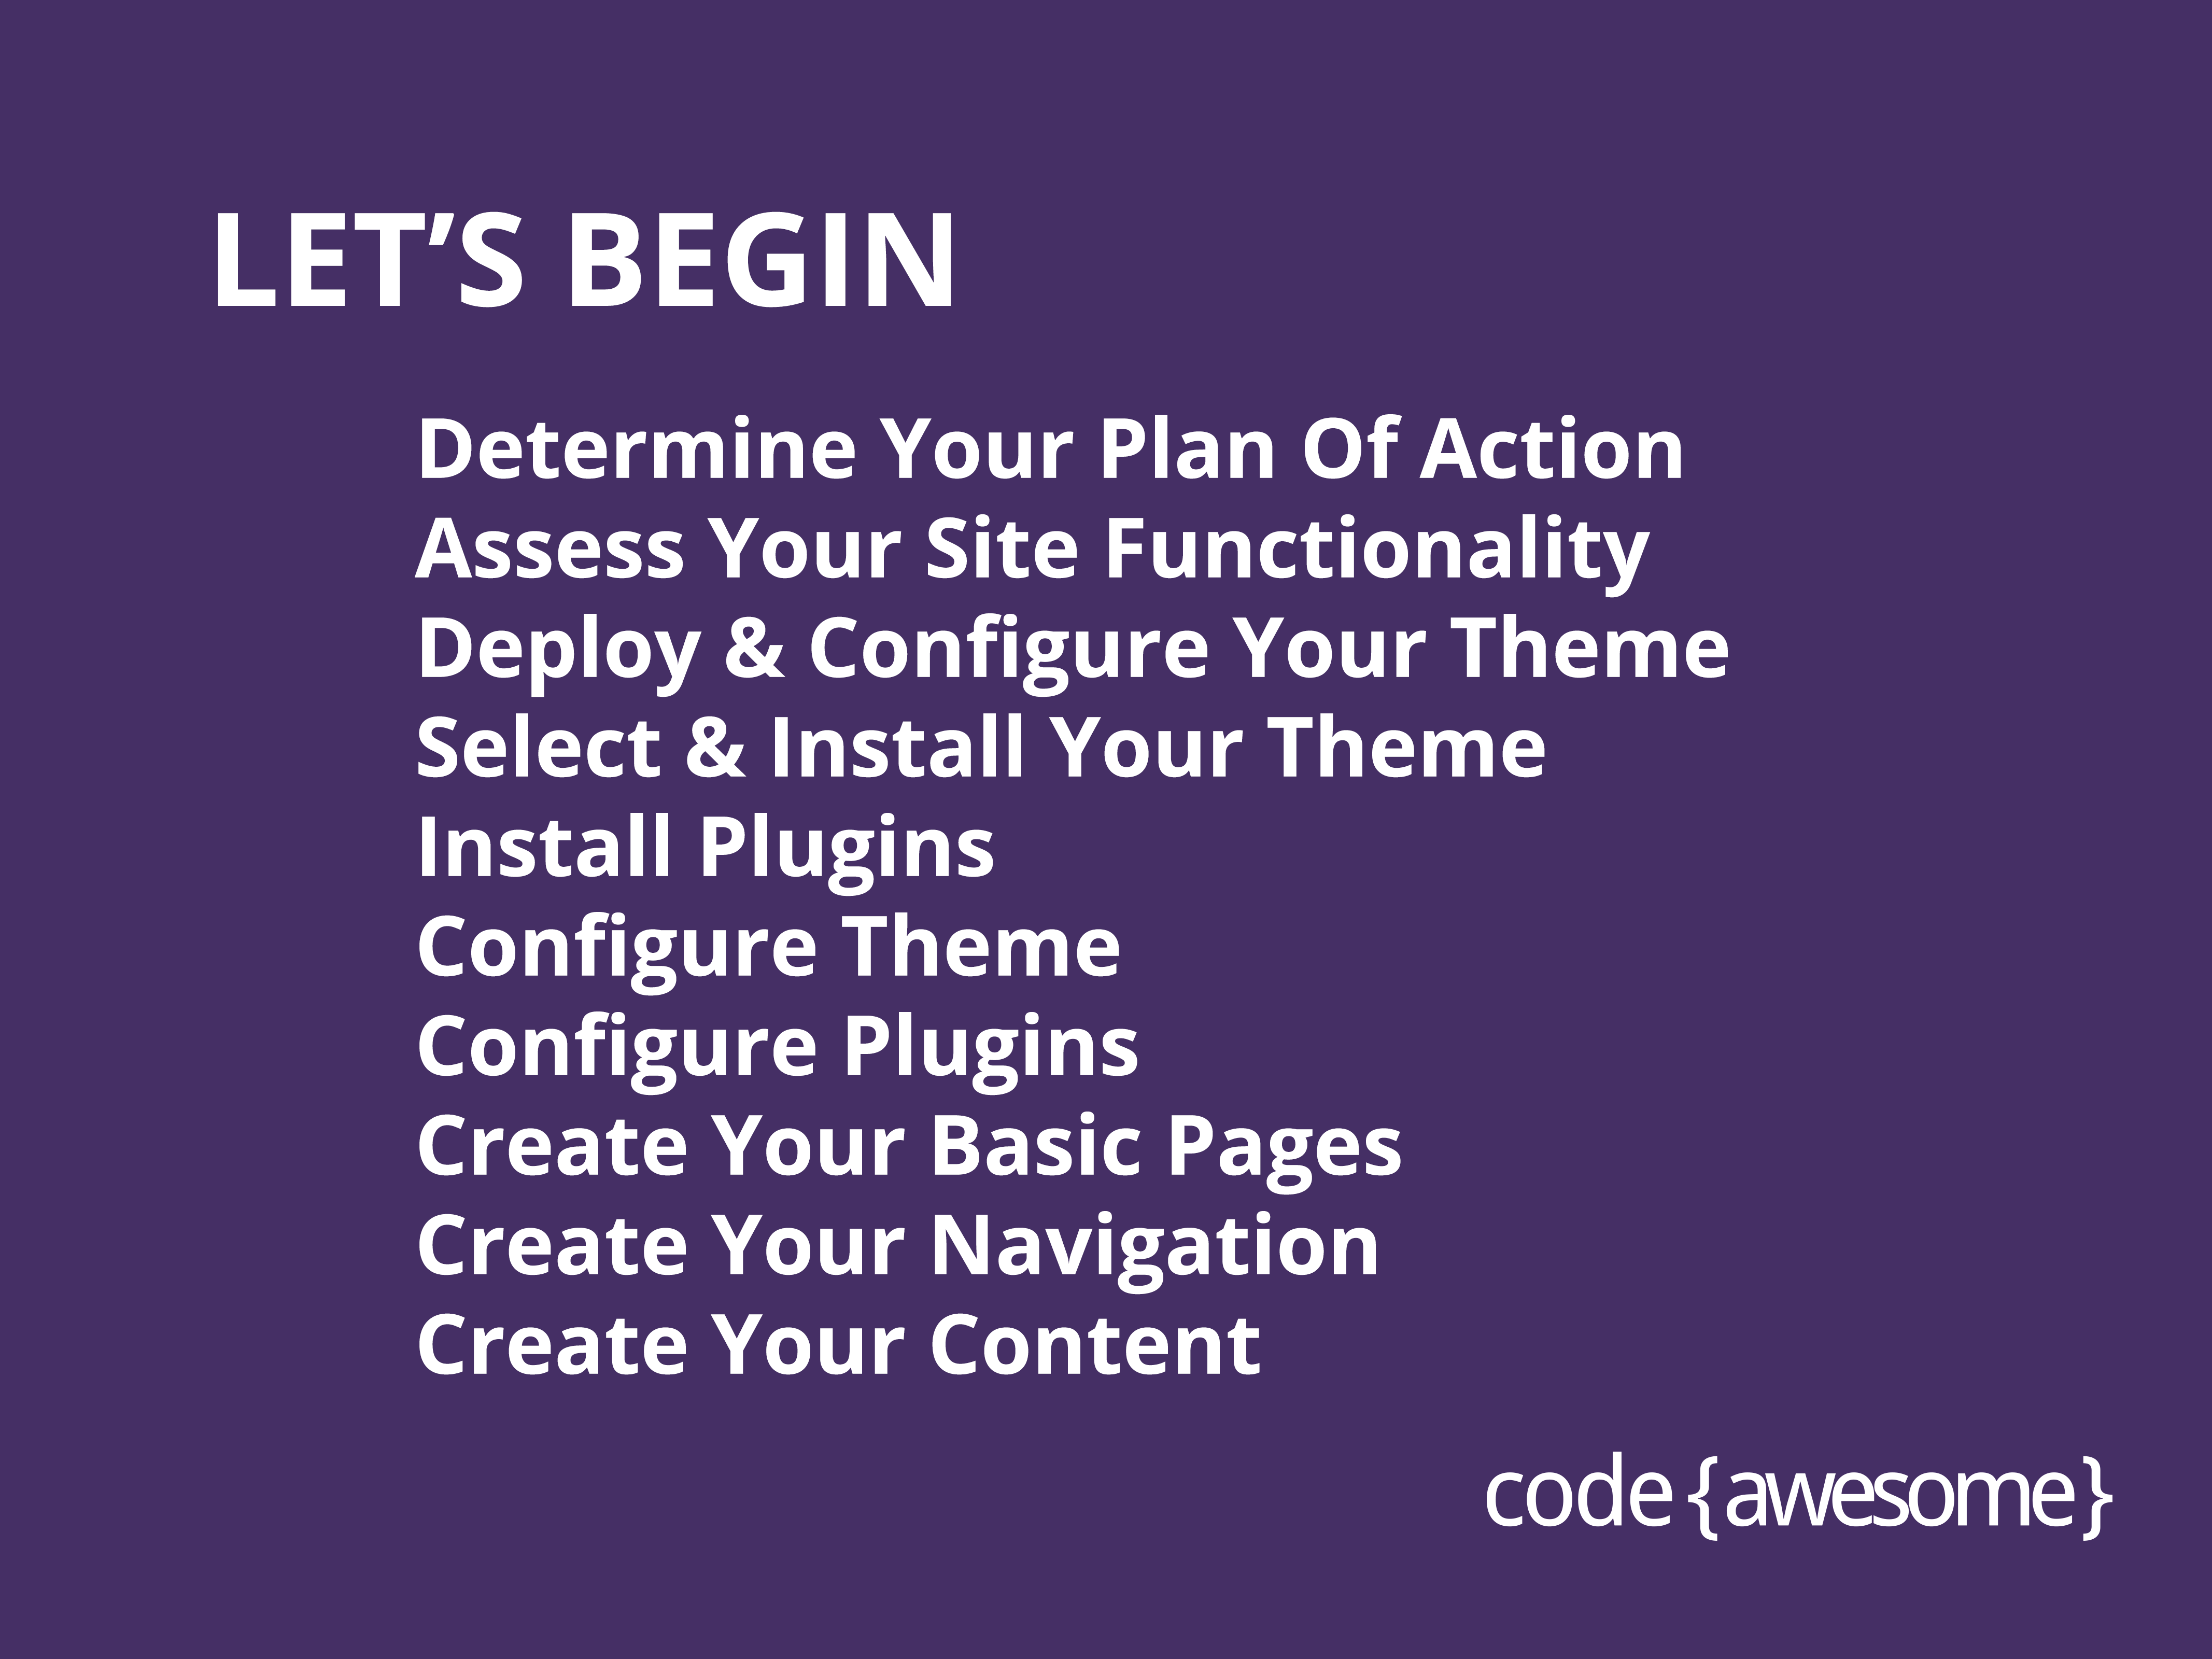 LET’S BEGIN
Determine Your Plan Of Action
Assess Your Site Functionality
Deploy & Configure Your Theme
Select & Install Your Theme
Install Plugins
Configure Theme
Configure Plugins
Create Your Basic Pages
Create Your Navigation
Create Your Content
code {awesome}